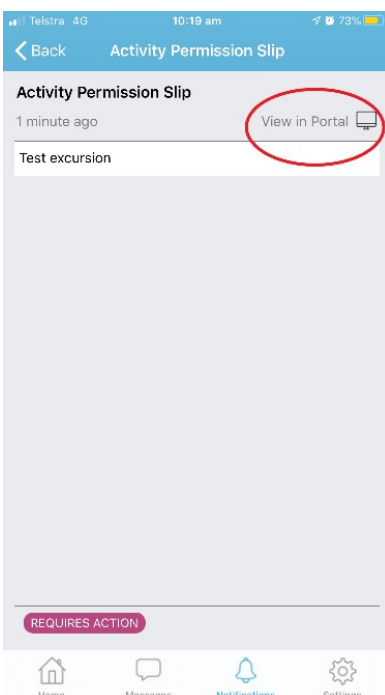 Telstra 4G 10:19 am 73%
Back Activity Permission Slip
Activity Permission Slip
1 minute ago View in Portal
Test excursion
REQUIRES ACTION
Home Messages Notifications Settings